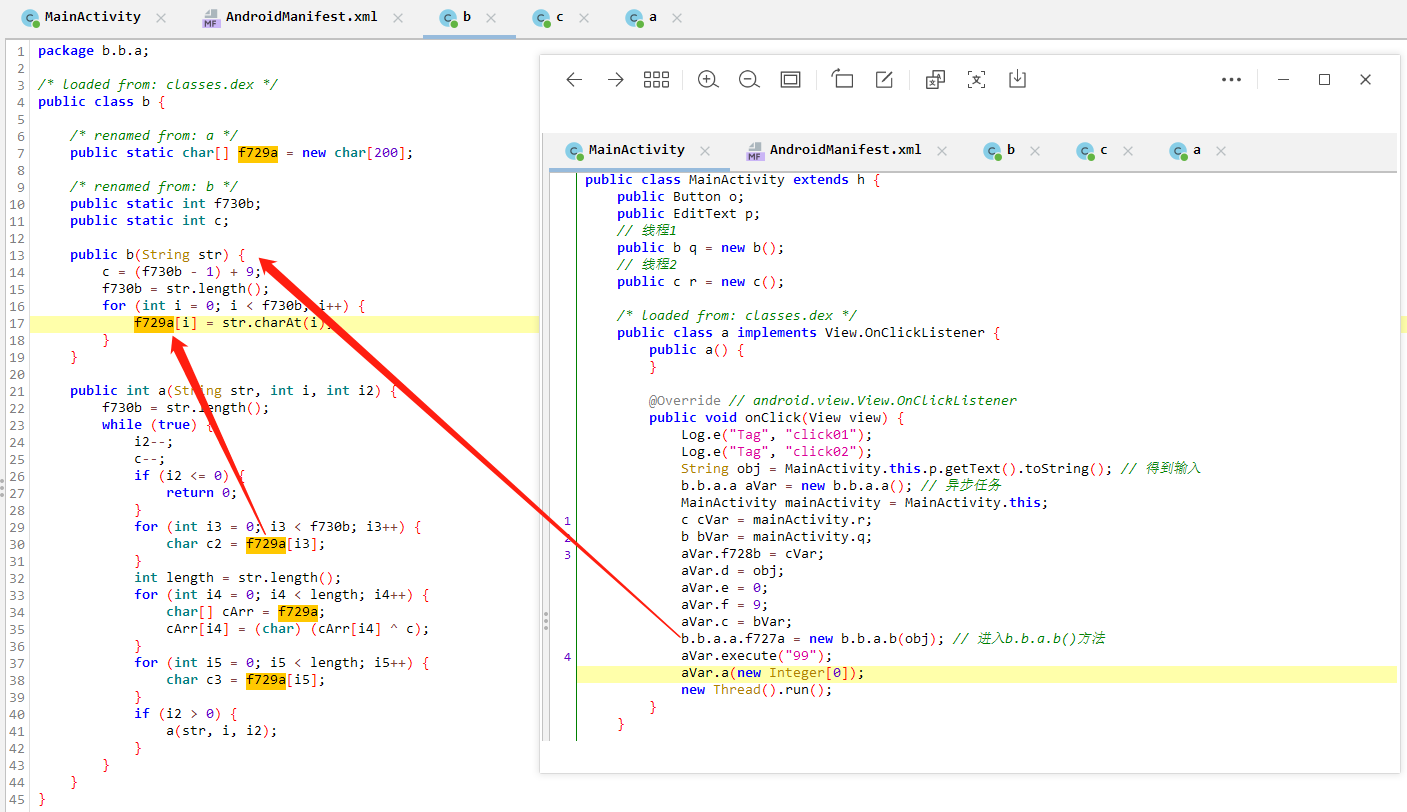 MainActivity
AndroidManifest.xml
b
c
a
1 package b.b.a;
2
3 /* loaded from: classes.dex */
4 public class b {
5
6 /* renamed from: a */
7 public static char[] f729a = new char[200];
8
9 /* renamed from: b */
10 public static int f730b;
11 public static int c;
12
13 public b(String str) {
14 c = (f730b - 1) + 9;
15 f730b = str.length();
16 for (int i = 0; i < f730b; i++) {
17 f729a[i] = str.charAt(i);
18 }
19 }
20
21 public int a(String str, int i, int i2) {
22 f730b = str.length();
23 while (true) {
24 i2--;
25 c--;
26 if (i2 <= 0) {
27 return 0;
28 }
29 for (int i3 = 0; i3 < f730b; i3++) {
30 char c2 = f729a[i3];
31 }
32 int length = str.length();
33 for (int i4 = 0; i4 < length; i4++) {
34 char[] cArr = f729a;
35 cArr[i4] = (char) (cArr[i4] ^ c);
36 }
37 for (int i5 = 0; i5 < length; i5++) {
38 char c3 = f729a[i5];
39 }
40 if (i2 > 0) {
41 a(str, i, i2);
42 }
43 }
44 }
45 }
MainActivity
AndroidManifest.xml
b
c
a
public class MainActivity extends h {
public Button o;
public EditText p;
// 线程1
public b q = new b();
// 线程2
public c r = new c();
/* loaded from: classes.dex */
public class a implements View.OnClickListener {
public a() {
}
@Override // android.view.View.OnClickListener
public void onClick(View view) {
Log.e("Tag", "click01");
Log.e("Tag", "click02");
String obj = MainActivity.this.p.getText().toString(); // 得到输入
b.b.a.a aVar = new b.b.a.a(); // 异步任务
MainActivity mainActivity = MainActivity.this;
1 c cVar = mainActivity.r;
2 b bVar = mainActivity.q;
3 aVar.f728b = cVar;
aVar.d = obj;
aVar.e = 0;
aVar.f = 9;
aVar.c = bVar;
b.b.a.a.f727a = new b.b.a.b(obj); // 进入b.b.a.b()方法
4 aVar.execute("99");
aVar.a(new Integer[0]);
new Thread().run();
}
}